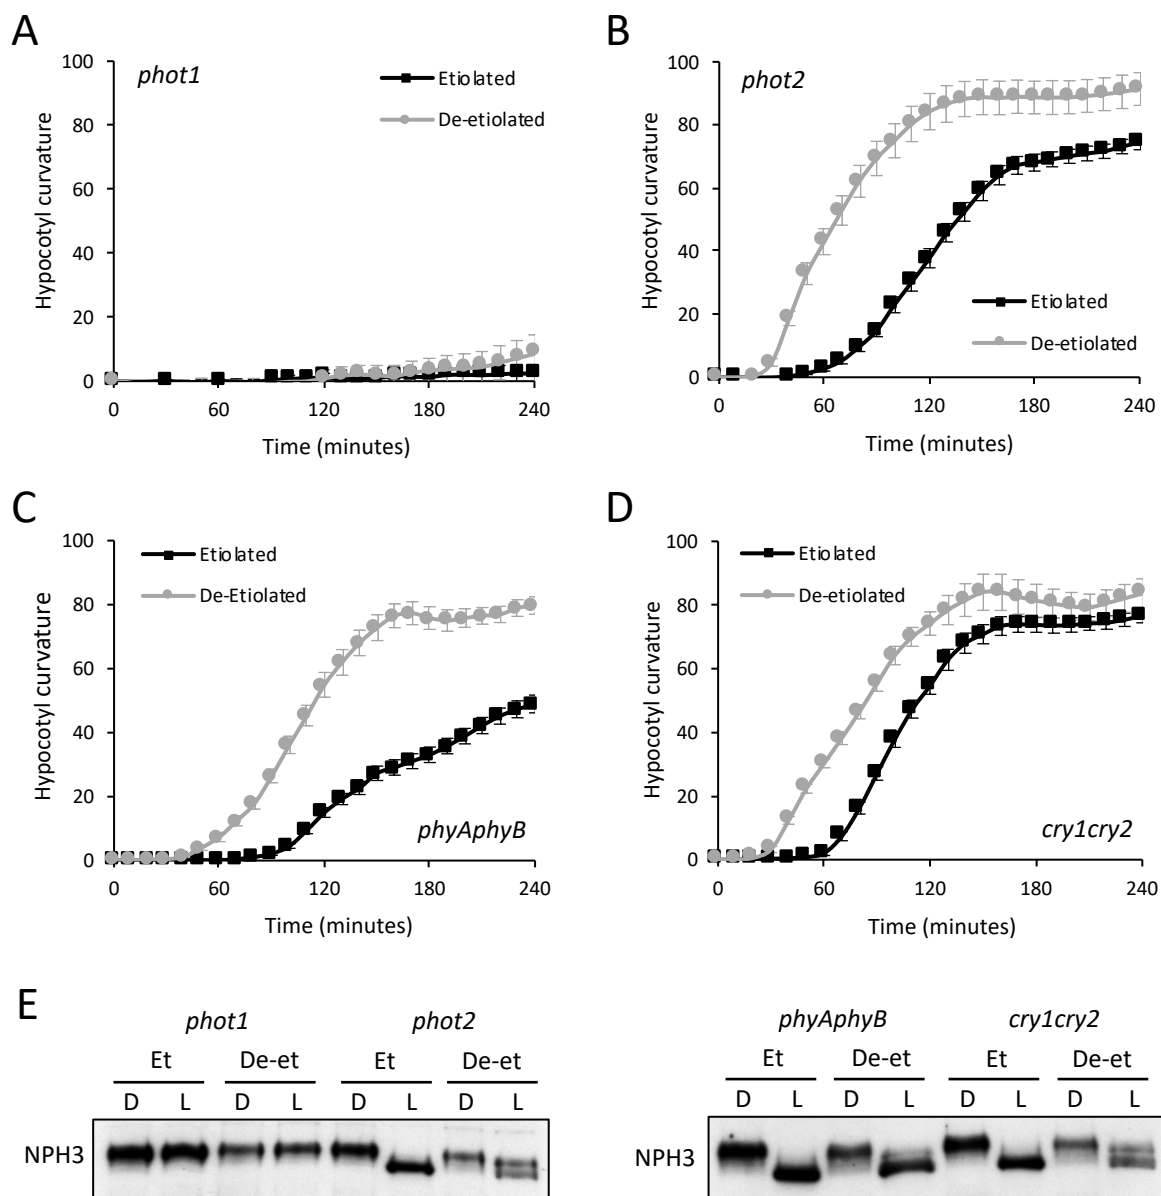 A
phot1
Etiolated
De-etiolated
Hypocotyl curvature
100
80
60
40
20
0
0 60 120 180 240
Time (minutes)
B
phot2
Etiolated
De-etiolated
Hypocotyl curvature
100
80
60
40
20
0
0 60 120 180 240
Time (minutes)
C
Etiolated
De-Etiolated
phyAphyB
Hypocotyl curvature
100
80
60
40
20
0
0 60 120 180 240
Time (minutes)
D
Etiolated
De-etiolated
cry1cry2
Hypocotyl curvature
100
80
60
40
20
0
0 60 120 180 240
Time (minutes)
E
phot1 phot2
Et De-et Et De-et
D L D L D L D L
NPH3
phyAphyB cry1cry2
Et De-et Et De-et
D L D L D L D L
NPH3